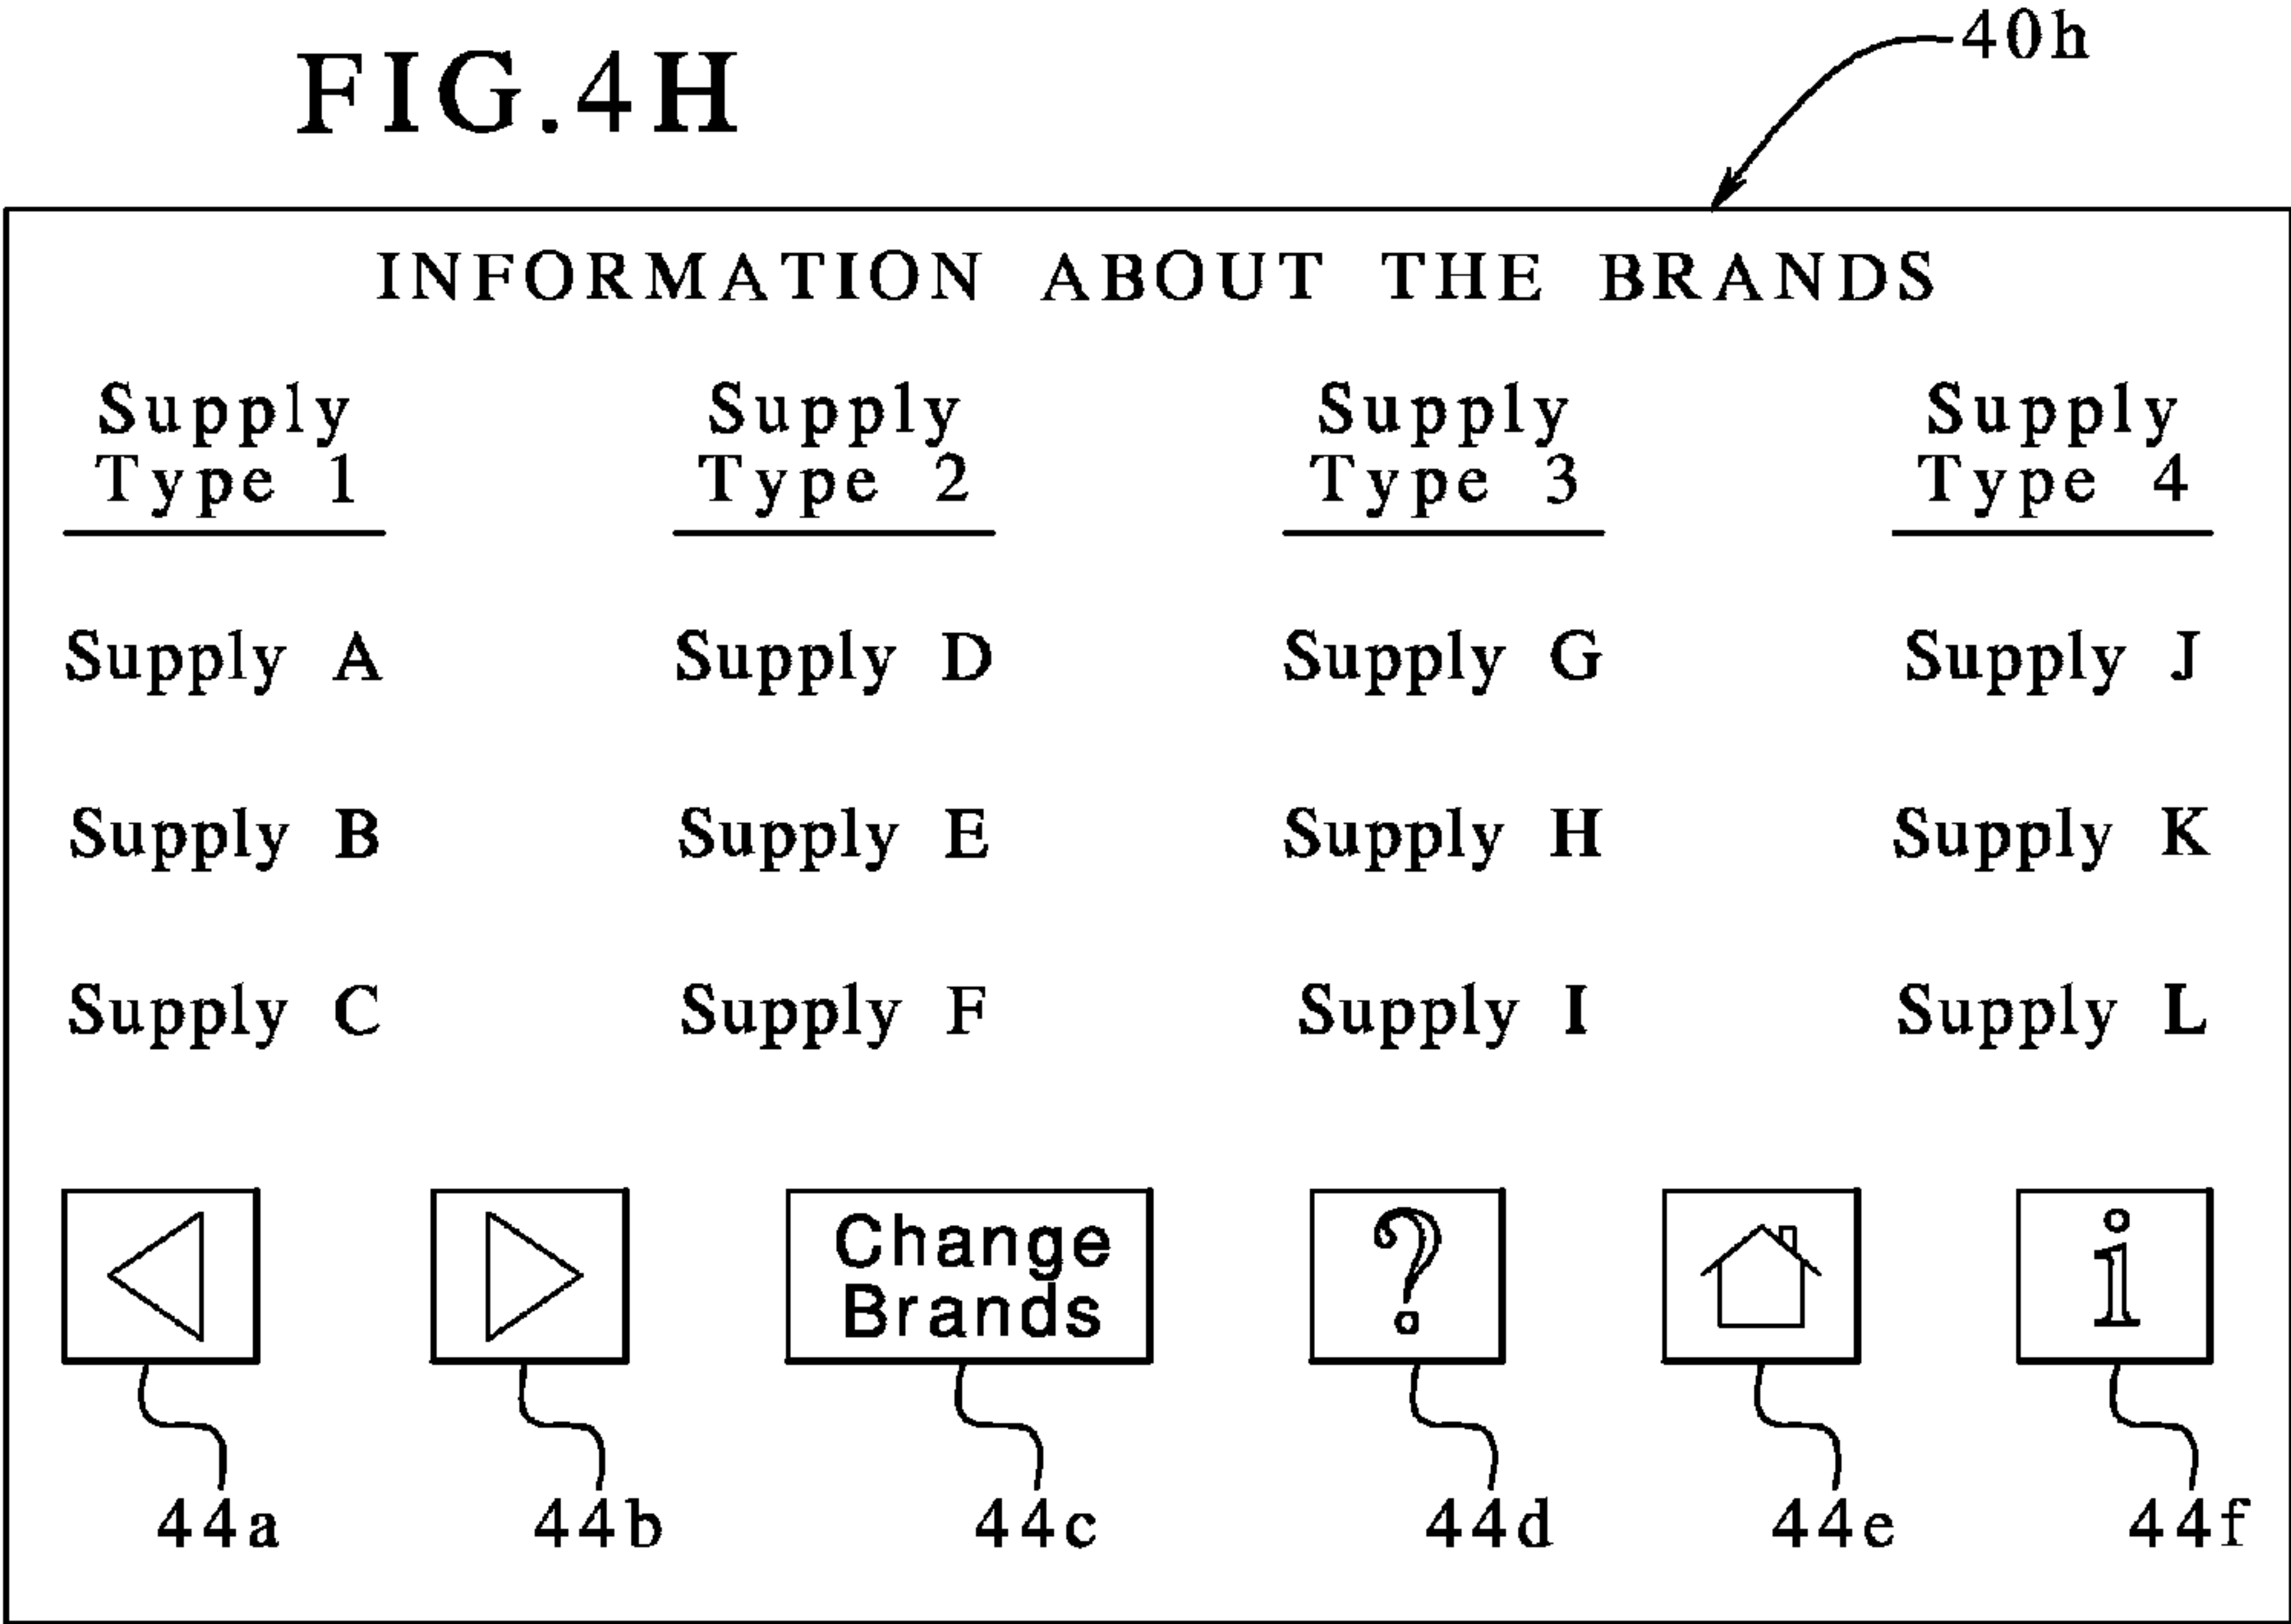 FIG.4H
40h
INFORMATION ABOUT THE BRANDS
Supply Type 1
Supply Type 2
Supply Type 3
Supply Type 4
Supply A
Supply D
Supply G
Supply J
Supply B
Supply E
Supply H
Supply K
Supply C
Supply F
Supply I
Supply L
Change
Brands
?
i
44a
44b
44c
44d
44e
44f